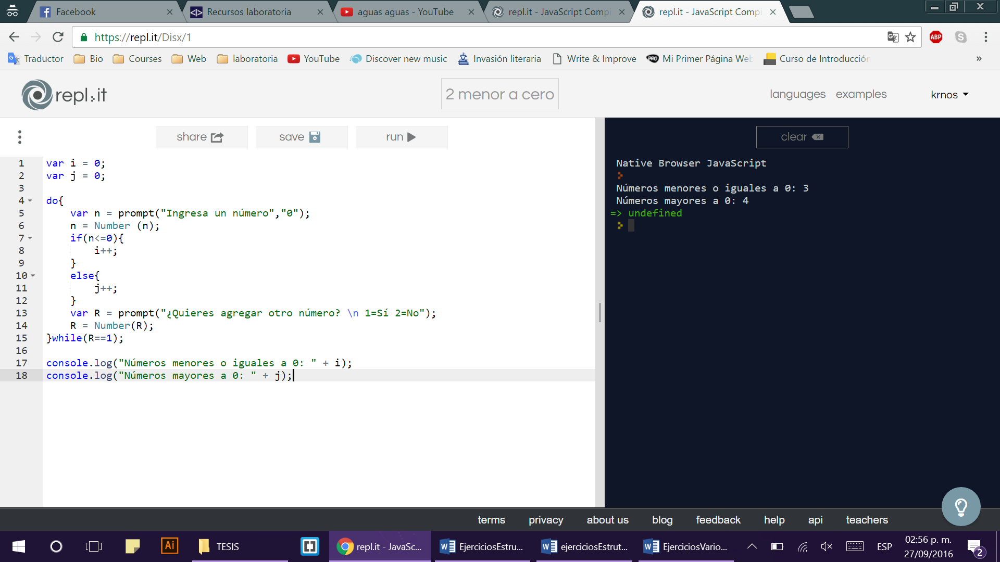 Facebook
Recursos laboratoria
aguas aguas - YouTube
repl.it - JavaScript Compi
repl.it - JavaScript Compi
https://repl.it/Disx/1
ABP
Traductor
Bio
Courses
Web
laboratoria
YouTube
Discover new music
Invasión literaria
Write & Improve
Mi Primer Página Web
Curso de Introducción
»
repl.it
2 menor a cero
languages
examples
krnos
share
save
run
clear
1 var i = 0;
2 var j = 0;
3
4 do{
5 var n = prompt("Ingresa un número","0");
6 n = Number (n);
7 if(n<=0){
8 i++;
9 }
10 else{
11 j++;
12 }
13 var R = prompt("¿Quieres agregar otro número? \n 1=Sí 2=No");
14 R = Number(R);
15 }while(R==1);
16
17 console.log("Números menores o iguales a 0: " + i);
18 console.log("Números mayores a 0: " + j);
Native Browser JavaScript
Números menores o iguales a 0: 3
Números mayores a 0: 4
=> undefined
terms
privacy
about us
blog
feedback
help
api
teachers
Ai
TESIS
repl.it - JavaSc...
EjerciciosEstru...
ejerciciosEstrut...
EjerciciosVario...
ESP
02:56 p. m.
27/09/2016
2